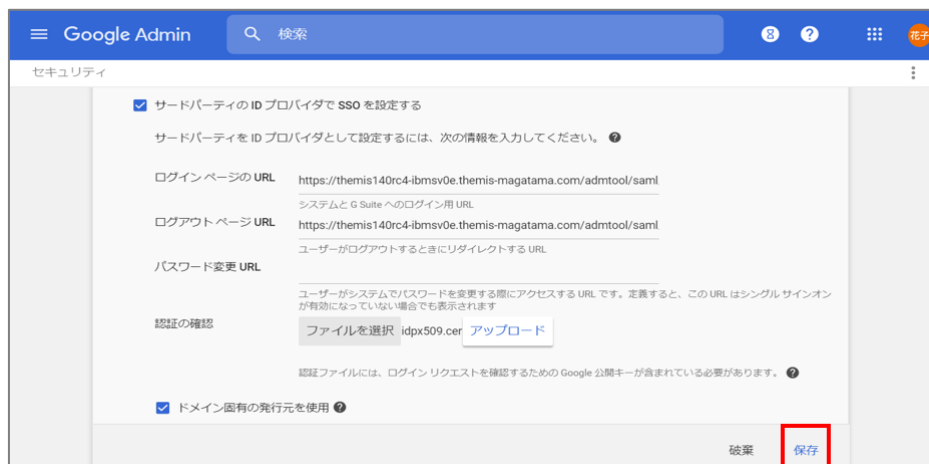 Google Admin
検索
花子
セキュリティ
サードパーティの ID プロバイダで SSO を設定する
サードパーティを ID プロバイダとして設定するには、次の情報を入力してください。
ログイン ページの URL
https://themis140rc4-ibmsv0e.themis-magatama.com/admtool/saml
システムと G Suite へのログイン用 URL
ログアウト ページ URL
https://themis140rc4-ibmsv0e.themis-magatama.com/admtool/saml
ユーザーがログアウトするときにリダイレクトする URL
パスワード変更 URL
ユーザーがシステムでパスワードを変更する際にアクセスする URL です。定義すると、この URL はシングル サインオン
が有効になっていない場合でも表示されます
認証の確認
ファイルを選択 idpx509.cer アップロード
認証ファイルには、ログイン リクエストを確認するための Google 公開キーが含まれている必要があります。
ドメイン固有の発行元を使用
破棄 保存